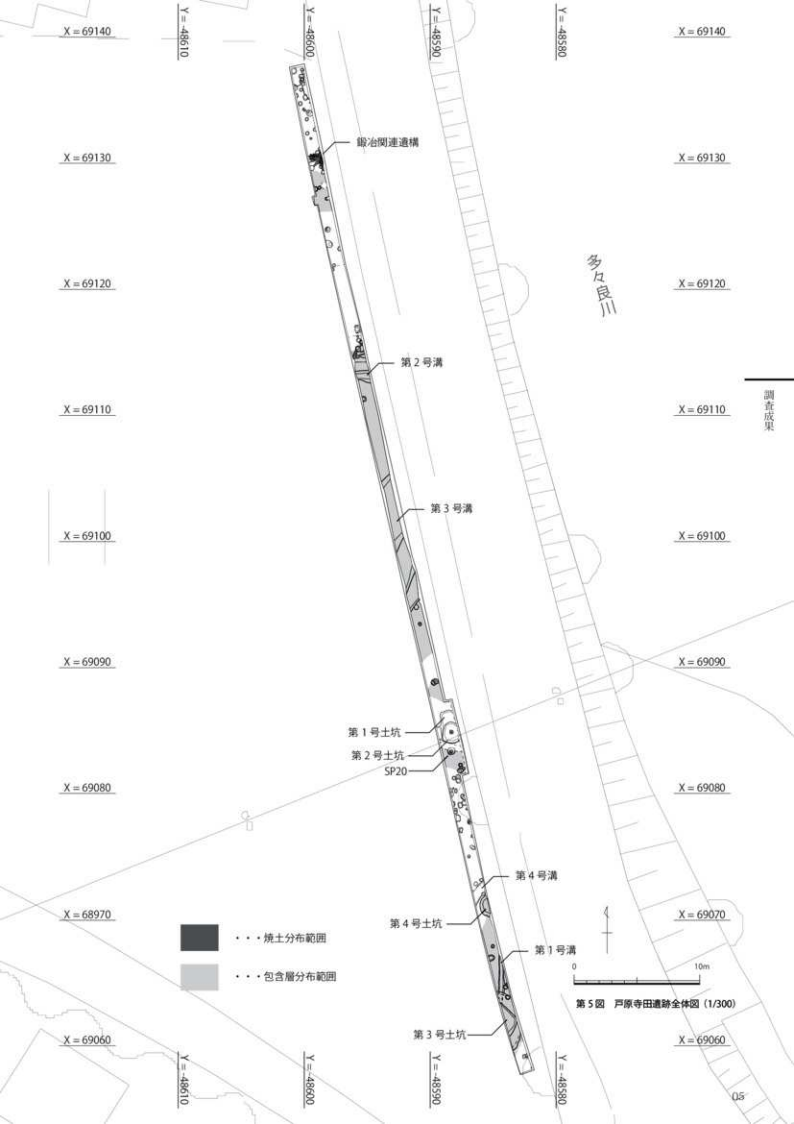 Y = -48610
Y = -48600
Y = -48590
Y = -48580
X = 69140
X = 69140
鍛冶関連遺構
X = 69130
X = 69130
多々良川
X = 69120
X = 69120
第2号溝
調査成果
X = 69110
X = 69110
第3号溝
X = 69100
X = 69100
X = 69090
X = 69090
第1号土坑
第2号土坑
SP20
X = 69080
X = 69080
第4号溝
X = 68970
第4号土坑
X = 69070
・・・焼土分布範囲
第1号溝
・・・包含層分布範囲
0 10m
第5図 戸原寺田遺跡全体図 (1/300)
第3号土坑
X = 69060
X = 69060
Y = -48610
Y = -48600
Y = -48590
Y = -48580
05